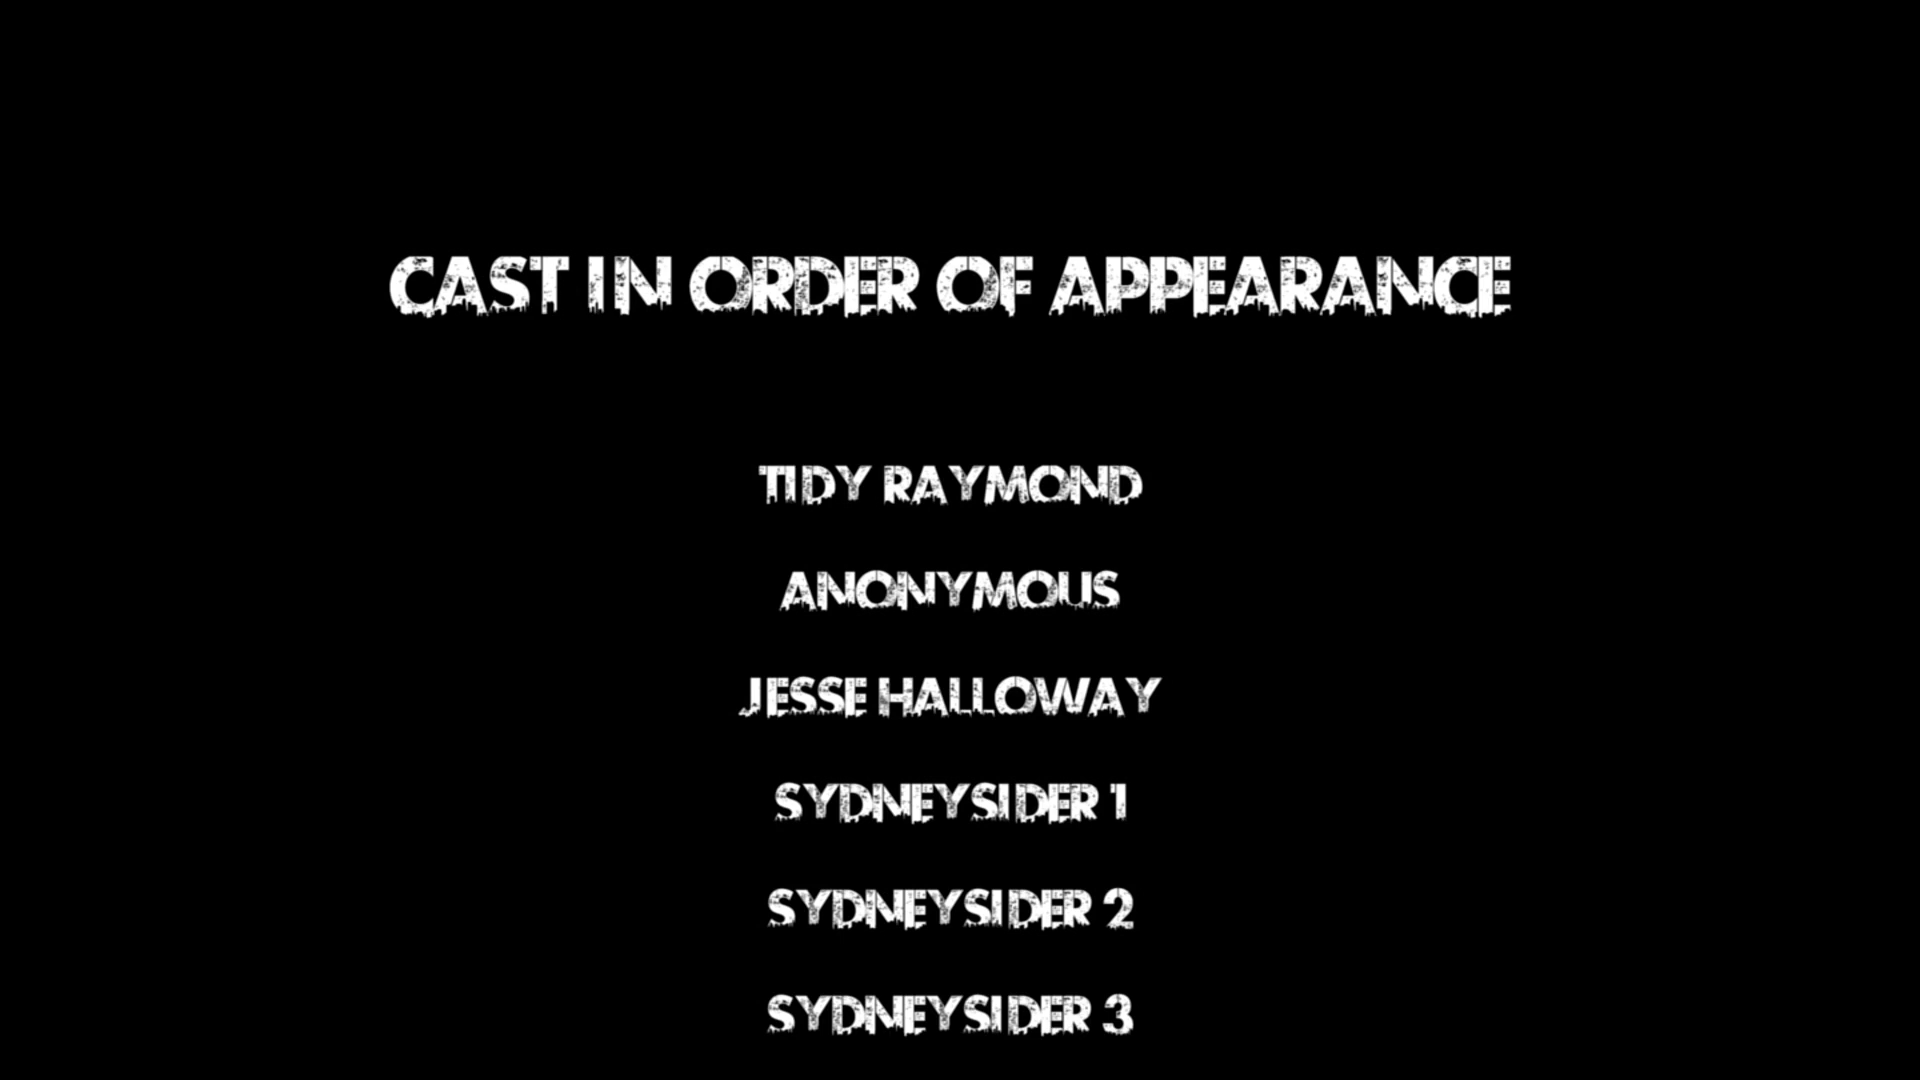 CAST IN ORDER OF APPEARANCE
TIDY RAYMOND
ANONYMOUS
JESSE HALLOWAY
SYDNEYSIDER 1
SYDNEYSIDER 2
SYDNEYSIDER 3